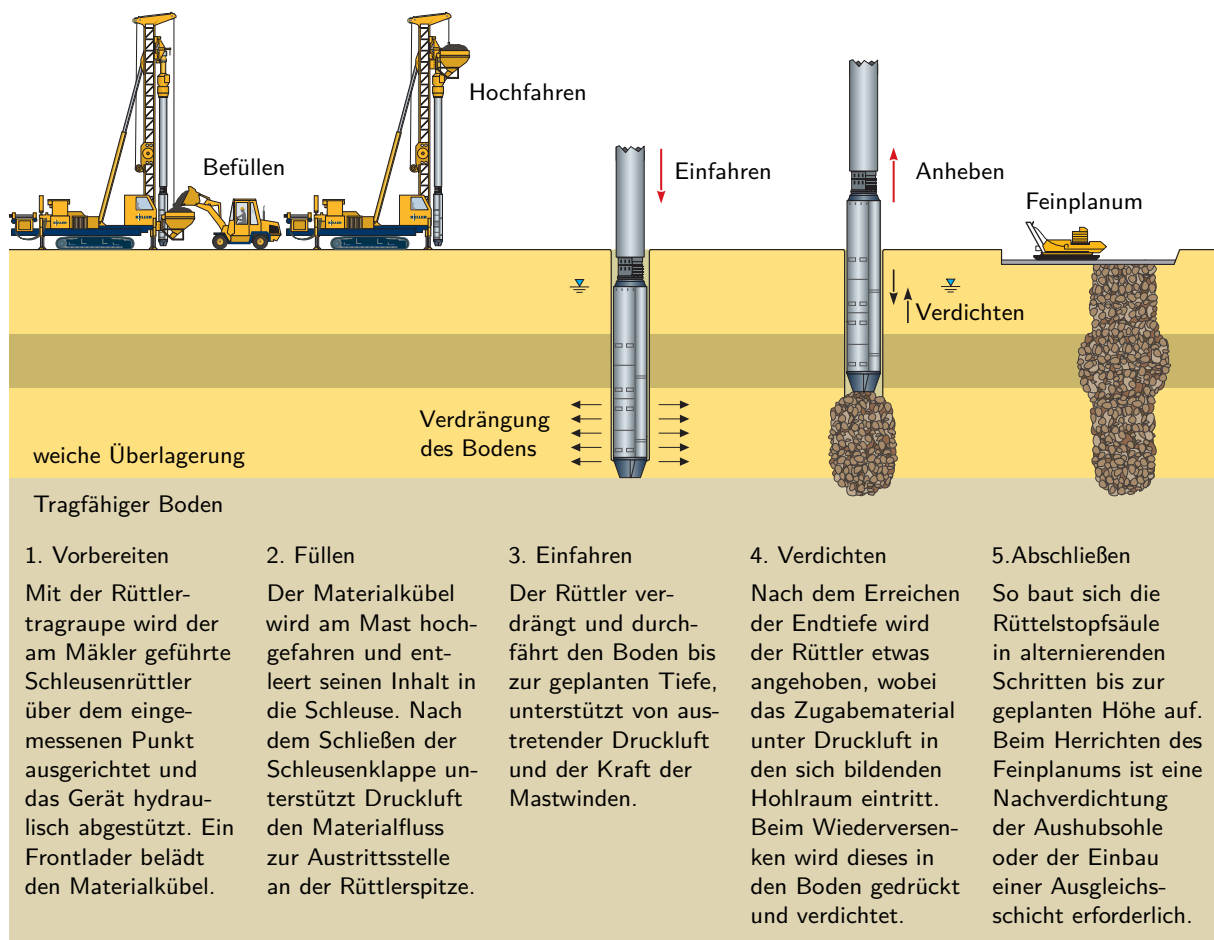 Hochfahren
Befüllen
Einfahren
Anheben
Feinplanum
Verdichten
Verdrängung
des Bodens
weiche Überlagerung
Tragfähiger Boden
1. Vorbereiten
Mit der Rüttler-
tragraupe wird der
am Mäkler geführte
Schleusenrüttler
über dem einge-
messenen Punkt
ausgerichtet und
das Gerät hydrau-
lisch abgestützt. Ein
Frontlader belädt
den Materialkübel.
2. Füllen
Der Materialkübel
wird am Mast hoch-
gefahren und ent-
leert seinen Inhalt in
die Schleuse. Nach
dem Schließen der
Schleusenklappe un-
terstützt Druckluft
den Materialfluss
zur Austrittsstelle
an der Rüttlerspitze.
3. Einfahren
Der Rüttler ver-
drängt und durch-
fährt den Boden bis
zur geplanten Tiefe,
unterstützt von aus-
tretender Druckluft
und der Kraft der
Mastwinden.
4. Verdichten
Nach dem Erreichen
der Endtiefe wird
der Rüttler etwas
angehoben, wobei
das Zugabematerial
unter Druckluft in
den sich bildenden
Hohlraum eintritt.
Beim Wiederversen-
ken wird dieses in
den Boden gedrückt
und verdichtet.
5.Abschließen
So baut sich die
Rüttelstopfsäule
in alternierenden
Schritten bis zur
geplanten Höhe auf.
Beim Herrichten des
Feinplanums ist eine
Nachverdichtung
der Aushubsohle
oder der Einbau
einer Ausgleichs-
schicht erforderlich.